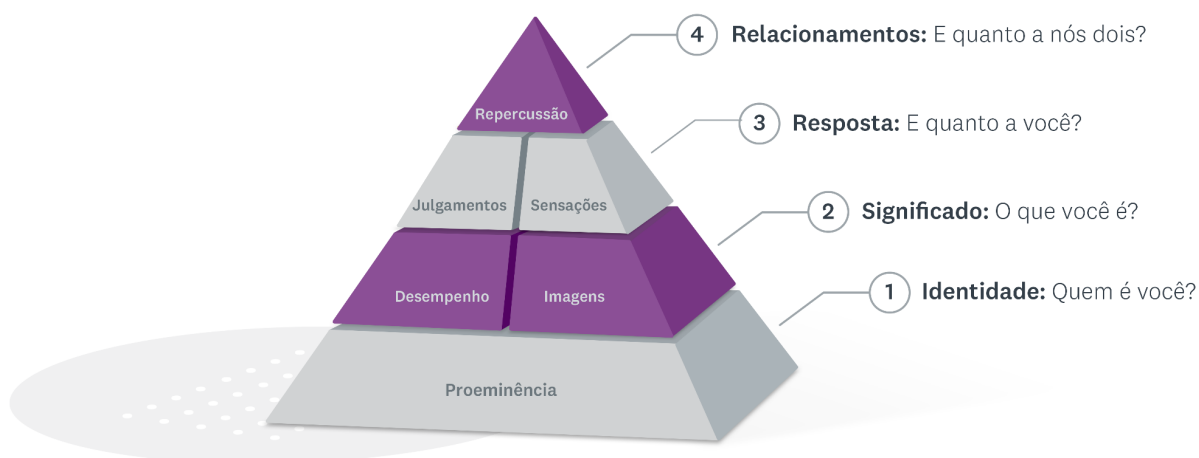 4 Relacionamentos: E quanto a nós dois?
Repercussão
3 Resposta: E quanto a você?
Julgamentos Sensações
2 Significado: O que você é?
Desempenho Imagens
1 Identidade: Quem é você?
Proeminência